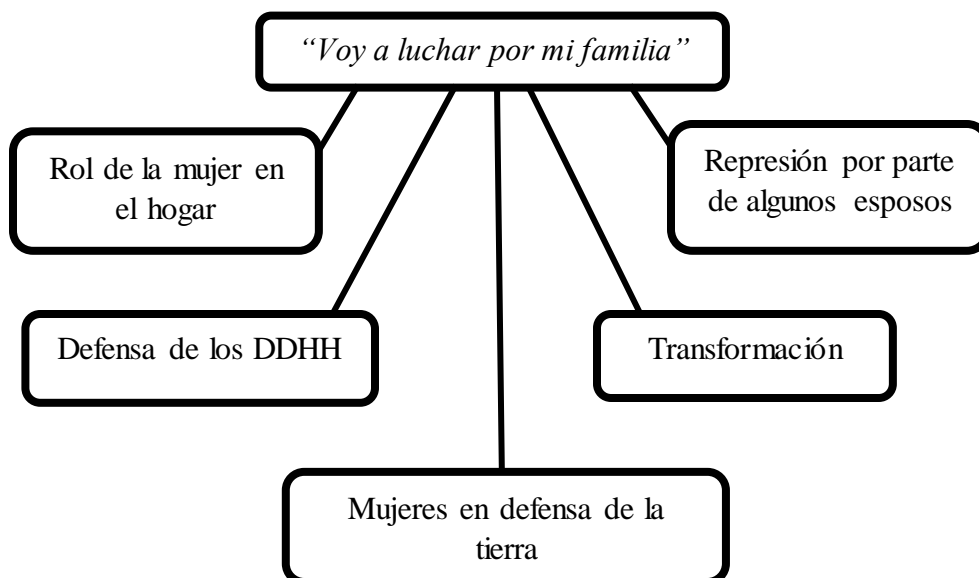 “Voy a luchar por mi familia”
Rol de la mujer en
el hogar
Represión por parte
de algunos esposos
Defensa de los DDHH
Transformación
Mujeres en defensa de la
tierra